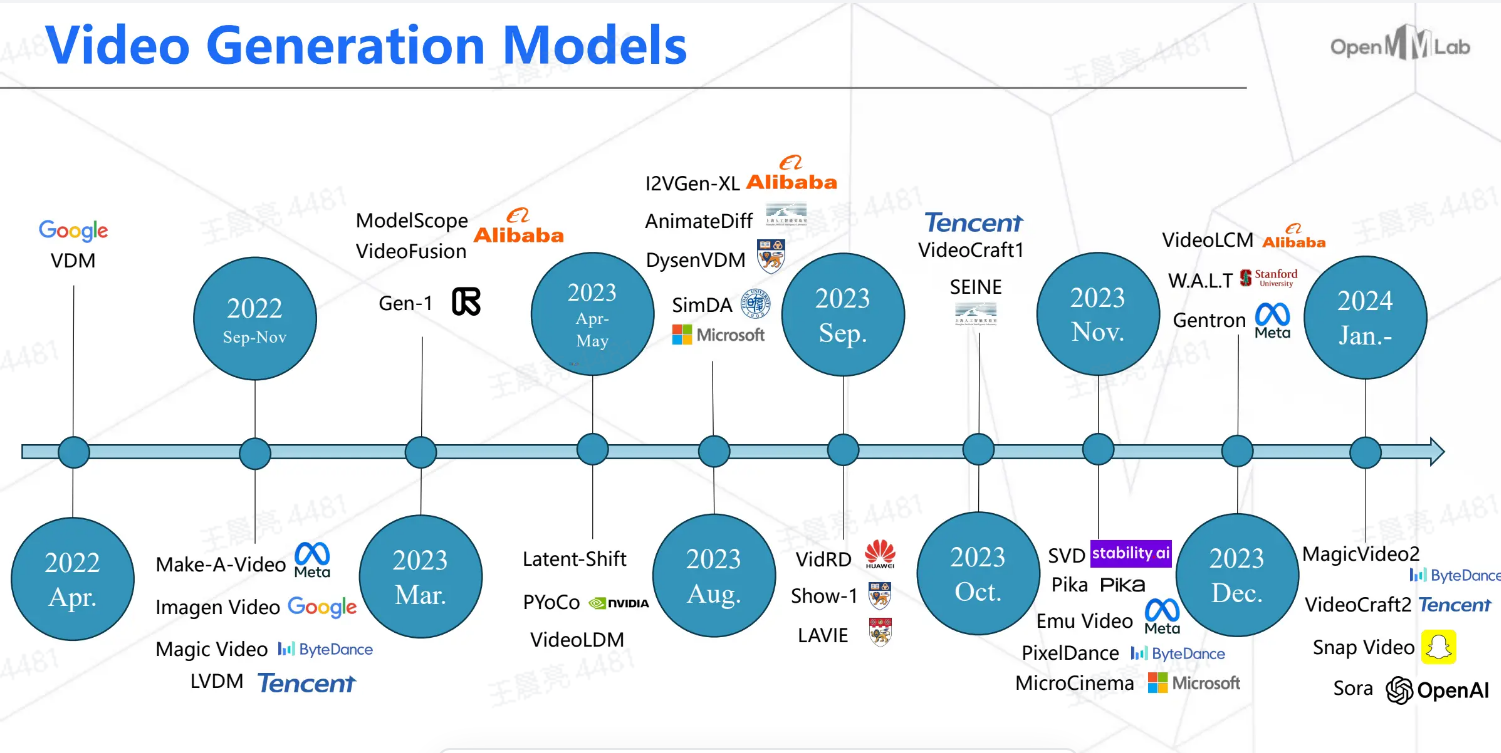 Video Generation Models
OpenMMLab
Google
VDM
2022
Apr.
2022
Sep-Nov
Make-A-Video Meta
Imagen Video Google
Magic Video ByteDance
LVDM Tencent
ModelScope
VideoFusion
Alibaba
Gen-1
2023
Mar.
2023
Apr-
May
Latent-Shift
PYoCo NVIDIA
VideoLDM
I2VGen-XL Alibaba
AnimateDiff
DysenVDM
SimDA
Microsoft
2023
Aug.
2023
Sep.
VidRD HUAWEI
Show-1
LAVIE
Tencent
VideoCraft1
SEINE
2023
Oct.
2023
Nov.
SVD stability ai
Pika PiKA
Emu Video Meta
PixelDance ByteDance
MicroCinema Microsoft
VideoLCM Alibaba
W.A.L.T Stanford
University
Gentron Meta
2023
Dec.
2024
Jan.-
MagicVideo2
ByteDance
VideoCraft2 Tencent
Snap Video
Sora OpenAI
王晨亮 4481